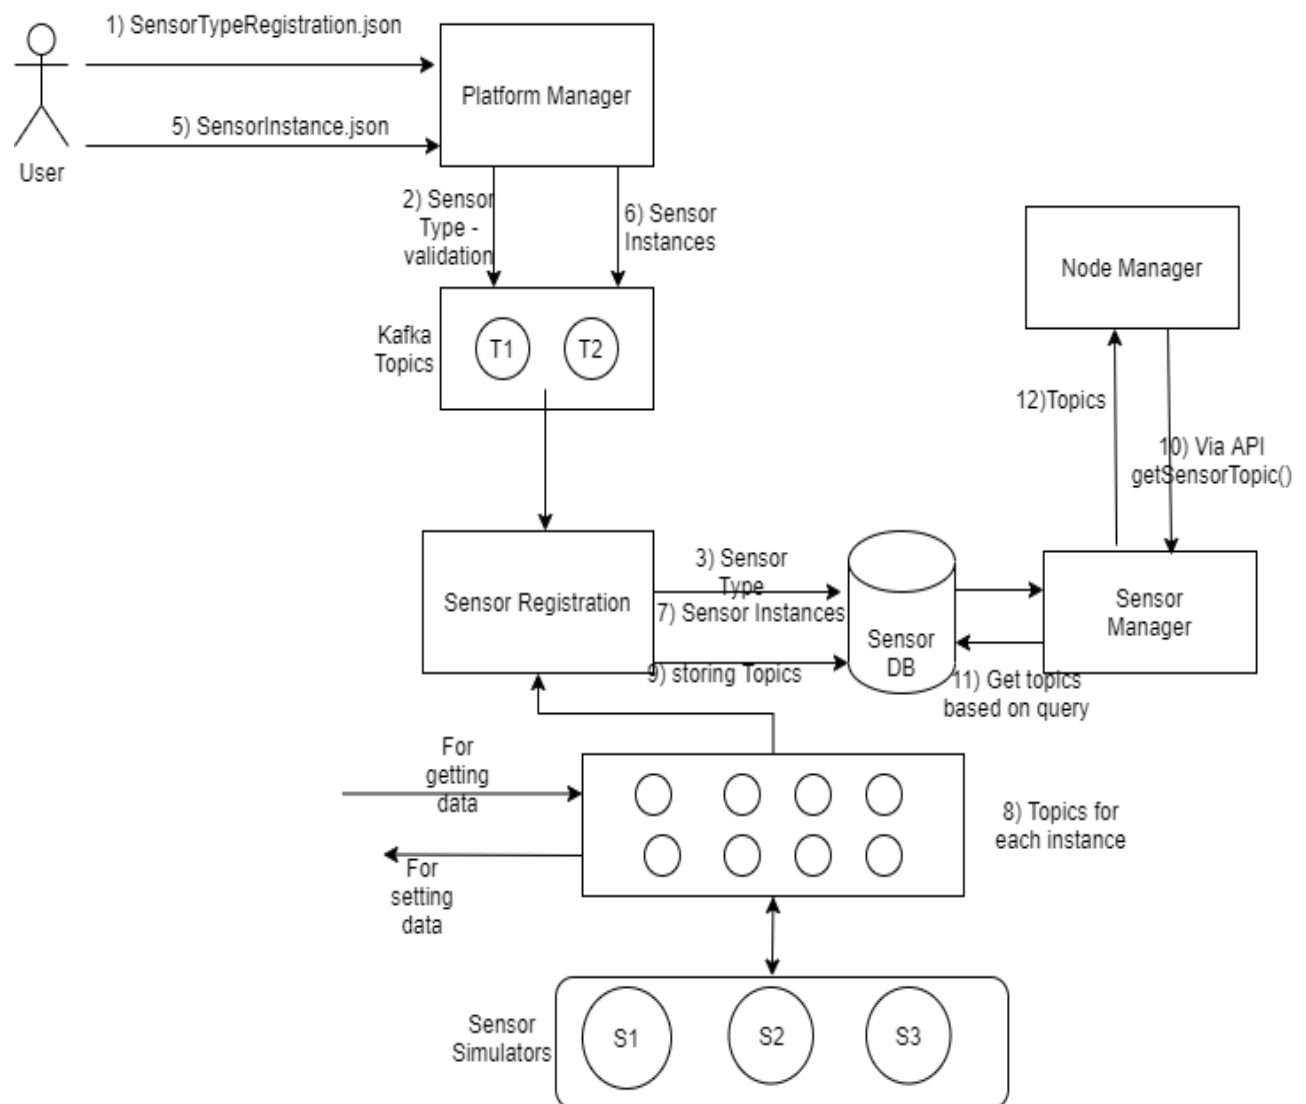 1) SensorTypeRegistration.json
Platform Manager
5) SensorInstance.json
User
2) Sensor
Type -
validation
6) Sensor
Instances
Node Manager
Kafka
Topics
T1
T2
12)Topics
10) Via API
getSensorTopic()
Sensor Registration
3) Sensor
Type
7) Sensor Instances
9) storing Topics
Sensor
DB
Sensor
Manager
11) Get topics
based on query
For
getting
data
8) Topics for
each instance
For
setting
data
Sensor
Simulators
S1
S2
S3